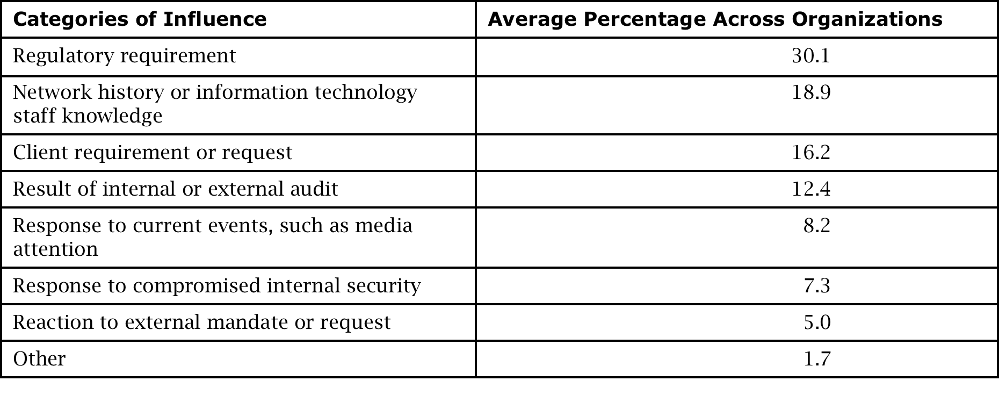 Categories of Influence
Average Percentage Across Organizations
Regulatory requirement
30.1
Network history or information technology
staff knowledge
18.9
Client requirement or request
16.2
Result of internal or external audit
12.4
Response to current events, such as media
attention
8.2
Response to compromised internal security
7.3
Reaction to external mandate or request
5.0
Other
1.7